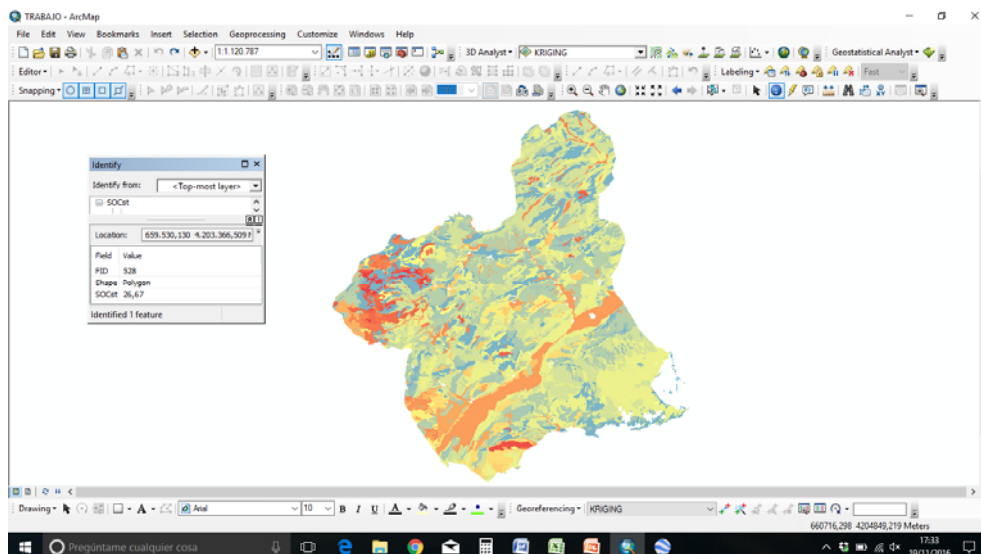 TRABAJO - ArcMap
File Edit View Bookmarks Insert Selection Geoprocessing Customize Windows Help
1:1.120.787 3D Analyst KRIGING Geostatistical Analyst
Editor Labeling Fast
Snapping
Identify
Identify from: <Top-most layer>
SOCst
Location: 659.530,130 4.203.366,509 M
Field Value
FID 528
Shape Polygon
SOCst 26,67
Identified 1 feature
Drawing A Arial 10 B I U A Georeferencing KRIGING
660716,298 4204849,219 Meters
Pregúntame cualquier cosa
17:33
19/11/2016